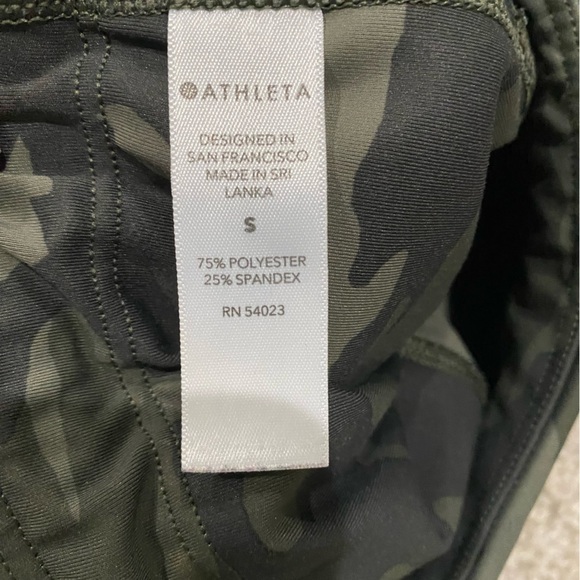 ATHLETA
DESIGNED IN
SAN FRANCISCO
MADE IN SRI
LANKA
S
75% POLYESTER
25% SPANDEX
RN 54023